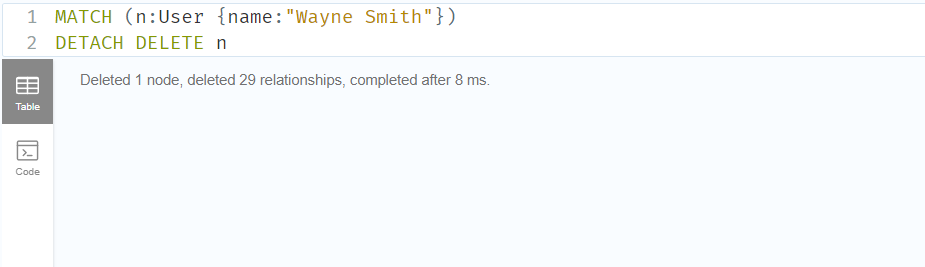 1 MATCH (n:User {name:"Wayne Smith"})
2 DETACH DELETE n
Deleted 1 node, deleted 29 relationships, completed after 8 ms.
Table
Code